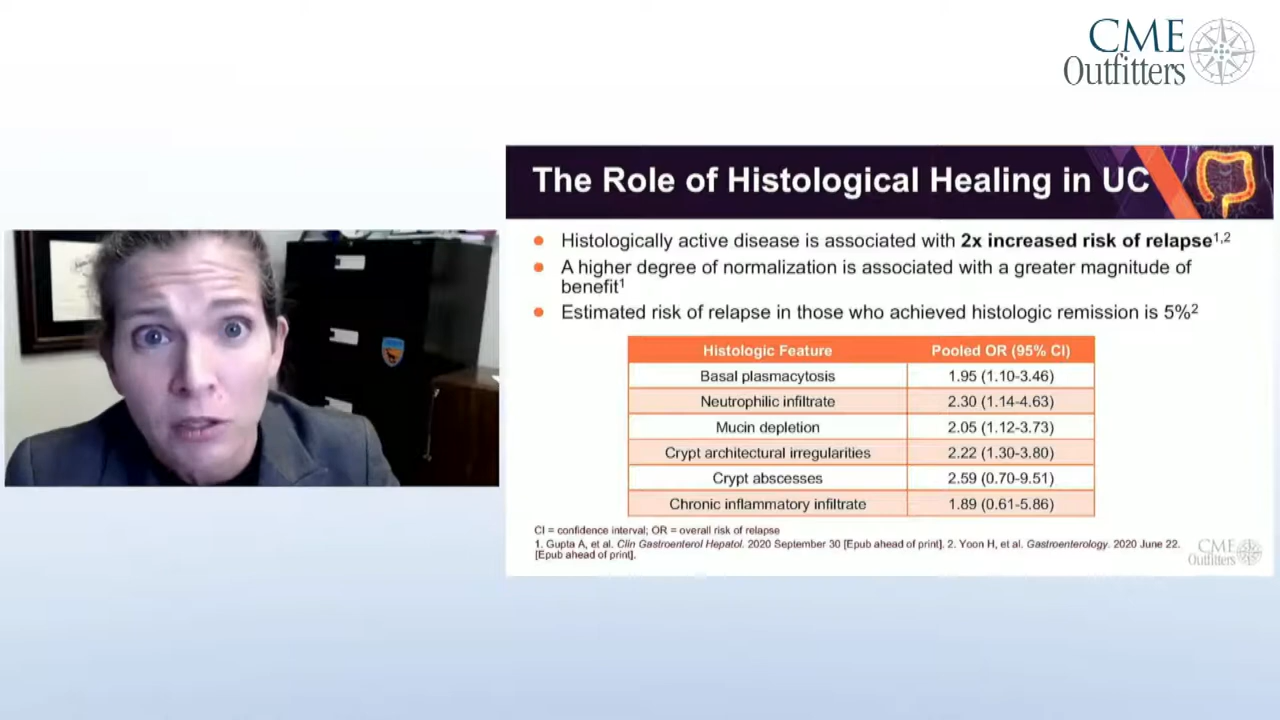 CME
Outfitters
The Role of Histological Healing in UC
Histologically active disease is associated with 2x increased risk of relapse1,2
A higher degree of normalization is associated with a greater magnitude of
benefit1
Estimated risk of relapse in those who achieved histologic remission is 5%2
Histologic Feature Pooled OR (95% CI)
Basal plasmacytosis 1.95 (1.10-3.46)
Neutrophilic infiltrate 2.30 (1.14-4.63)
Mucin depletion 2.05 (1.12-3.73)
Crypt architectural irregularities 2.22 (1.30-3.80)
Crypt abscesses 2.59 (0.70-9.51)
Chronic inflammatory infiltrate 1.89 (0.61-5.86)
CI = confidence interval; OR = overall risk of relapse
1. Gupta A, et al. Clin Gastroenterol Hepatol. 2020 September 30 [Epub ahead of print]. 2. Yoon H, et al. Gastroenterology. 2020 June 22.
[Epub ahead of print].
CME
Outfitters